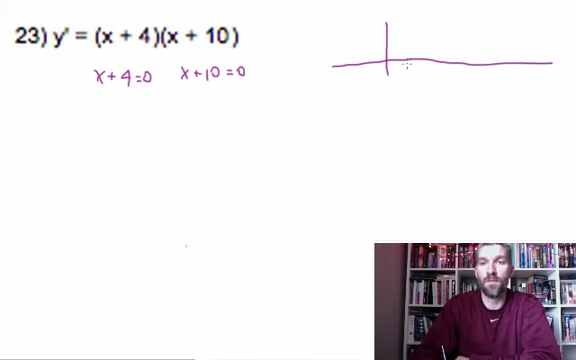 23) y' = (x + 4)(x + 10)
x+4=0 x+10=0